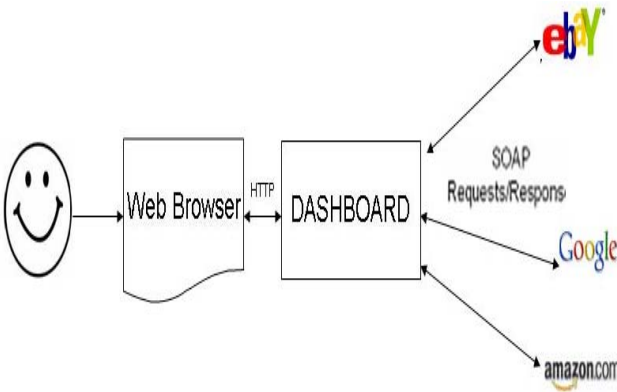 ebaY
Web Browser
HTTP
DASHBOARD
SOAP
Requests/Respons
Google
amazon.com